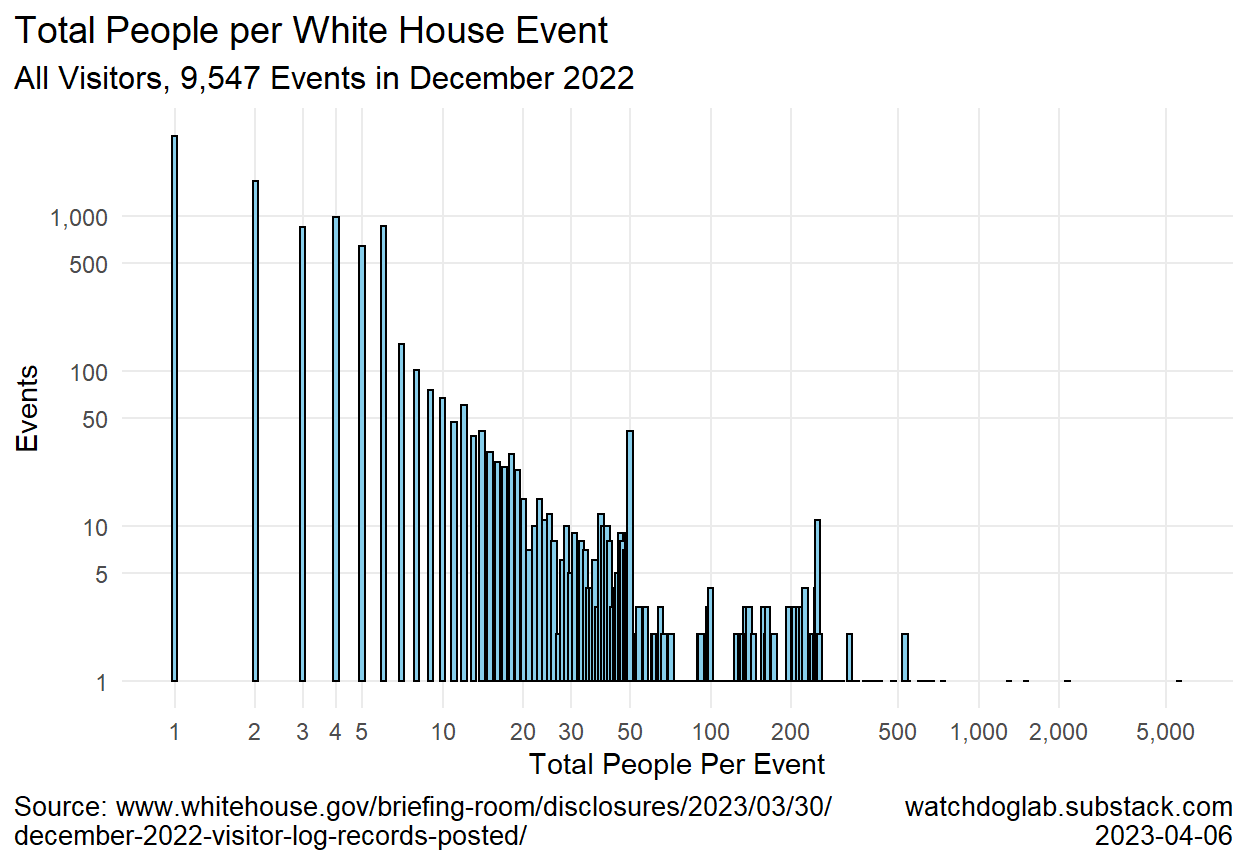 Total People per White House Event
All Visitors, 9,547 Events in December 2022
Events
1,000
500
100
50
10
5
1
1 2 3 4 5 10 20 30 50 100 200 500 1,000 2,000 5,000
Total People Per Event
Source: www.whitehouse.gov/briefing-room/disclosures/2023/03/30/
december-2022-visitor-log-records-posted/
watchdoglab.substack.com
2023-04-06